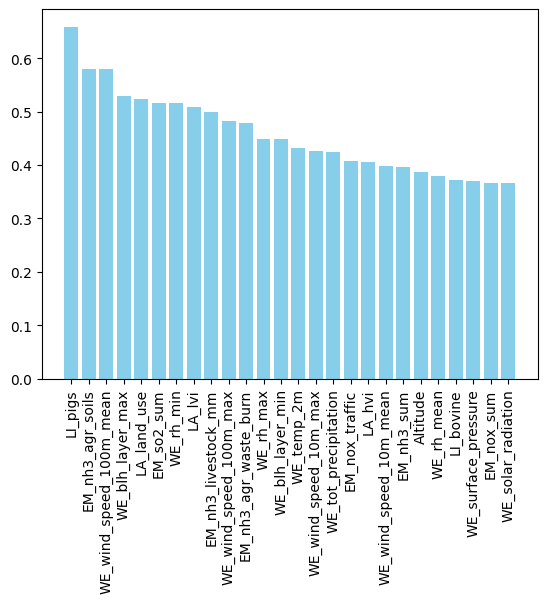 0.6
0.5
0.4
0.3
0.2
0.1
0.0
LI_pigs
EM_nh3_agr_soils
WE_wind_speed_100m_mean
WE_blh_layer_max
LA_land_use
EM_so2_sum
WE_rh_min
LA_lvi
EM_nh3_livestock_mm
WE_wind_speed_100m_max
EM_nh3_agr_waste_burn
WE_rh_max
WE_blh_layer_min
WE_temp_2m
WE_wind_speed_10m_max
WE_tot_precipitation
EM_nox_traffic
LA_hvi
WE_wind_speed_10m_mean
EM_nh3_sum
Altitude
WE_rh_mean
LI_bovine
WE_surface_pressure
EM_nox_sum
WE_solar_radiation